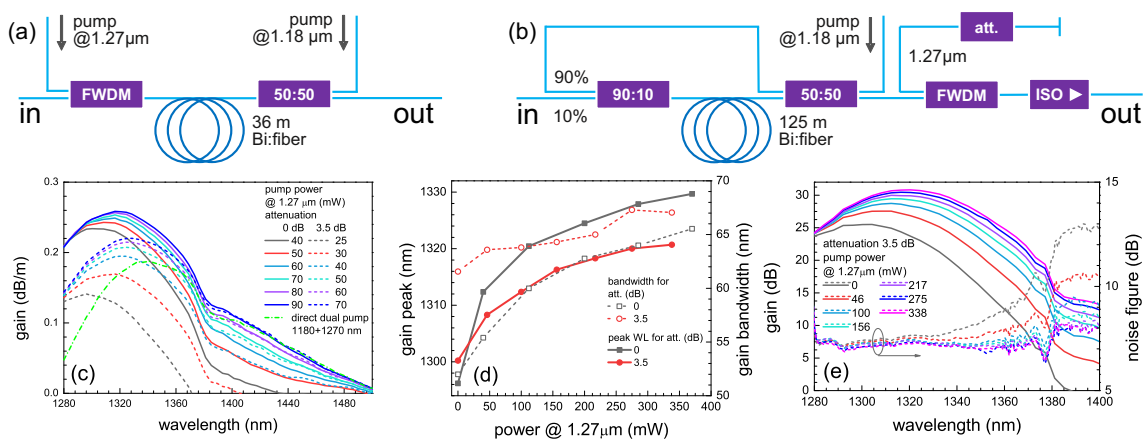 (a)
pump
@1.27µm
pump
@1.18 µm
FWDM
50:50
in
out
36 m
Bi:fiber
(b)
pump
@1.18 µm
att.
1.27µm
90%
90:10
50:50
FWDM
ISO ▶
in
10%
out
125 m
Bi:fiber
0.3
0.2
0.1
0.0
gain (dB/m)
1280
1320
1360
1400
1440
1480
wavelength (nm)
pump power
@ 1.27 µm (mW)
attenuation
0 dB 3.5 dB
40 25
50 30
60 40
70 50
80 60
90 70
direct dual pump
1180+1270 nm
(c)
1330
1320
1310
1300
gain peak (nm)
0 50 100 150 200 250 300 350 400
power @ 1.27µm (mW)
70
65
60
55
50
gain bandwidth (nm)
bandwidth for
att. (dB)
0
3.5
peak WL for att. (dB)
0
3.5
(d)
30
25
20
15
10
5
0
gain (dB)
1280 1300 1320 1340 1360 1380 1400
wavelength (nm)
15
10
5
noise figure (dB)
attenuation 3.5 dB
pump power
@ 1.27µm (mW)
0 217
46 275
100 338
156
(e)